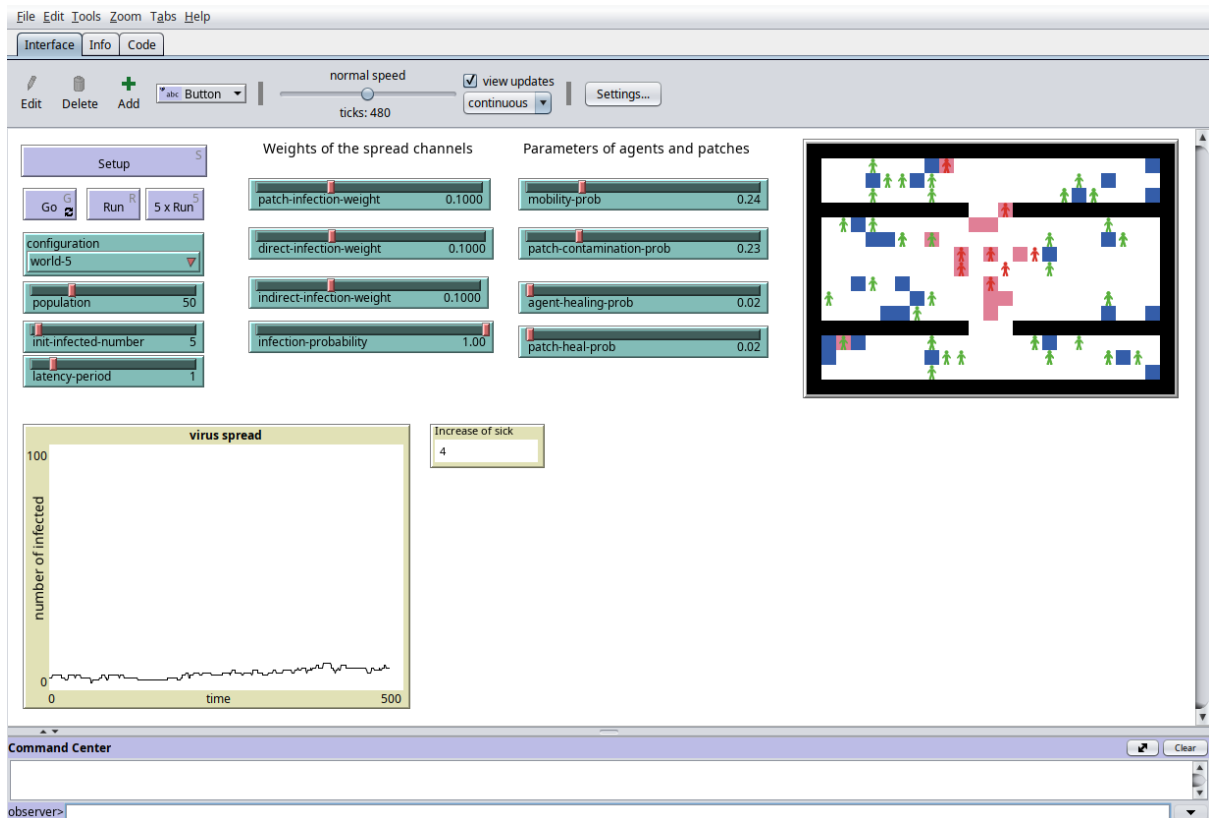 File Edit Tools Zoom Tabs Help
Interface Info Code
Edit Delete Add abc Button normal speed ticks: 480 view updates continuous Settings...
Setup S
Go G Run R 5 x Run 5
configuration
world-5
population 50
init-infected-number 5
latency-period 1
Weights of the spread channels
patch-infection-weight 0.1000
direct-infection-weight 0.1000
indirect-infection-weight 0.1000
infection-probability 1.00
Parameters of agents and patches
mobility-prob 0.24
patch-contamination-prob 0.23
agent-healing-prob 0.02
patch-heal-prob 0.02
virus spread
100
number of infected
0
0 time 500
Increase of sick
4
Command Center Clear
observer>